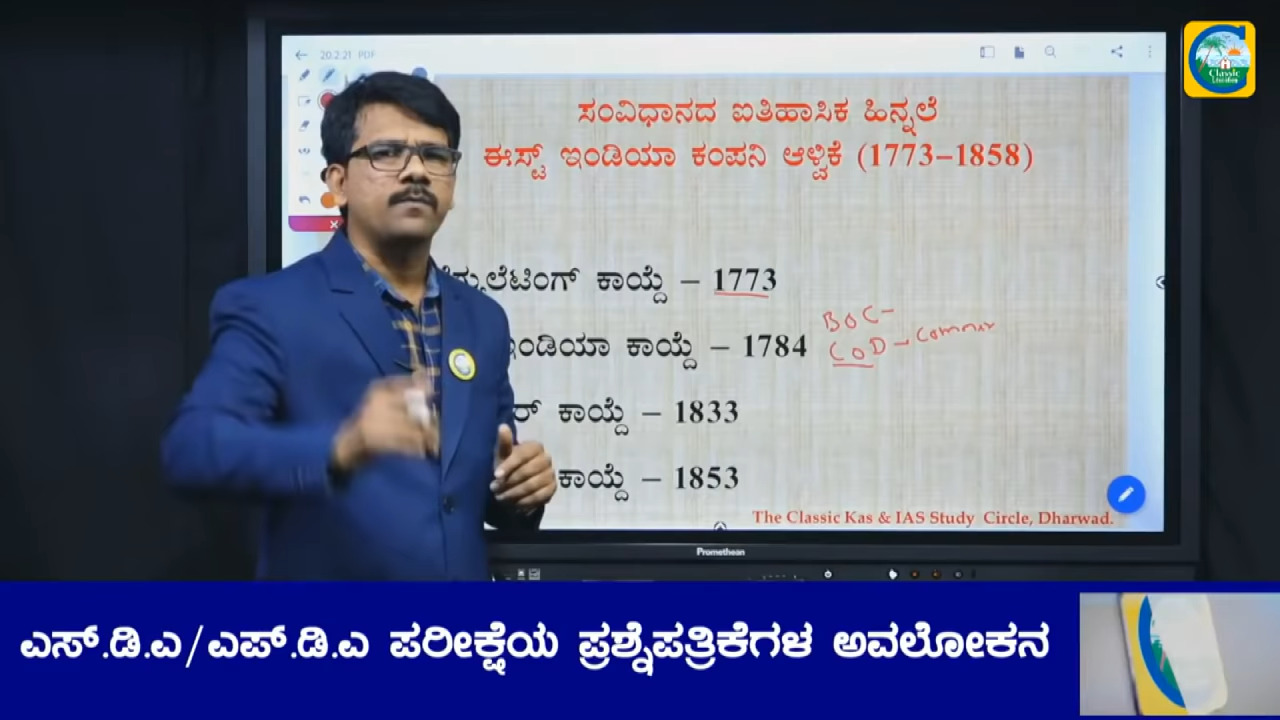 20.2.21 PDF
Classic
ಸಂವಿಧಾನದ ಐತಿಹಾಸಿಕ ಹಿನ್ನಲೆ
ಈಸ್ಟ್ ಇಂಡಿಯಾ ಕಂಪನಿ ಆಳ್ವಿಕೆ (1773–1858)
ಕಾಯ್ದೆ – 1773
BOC–
ಇಂಡಿಯಾ ಕಾಯ್ದೆ – 1784
COD –
ಕಾಯ್ದೆ – 1833
ಕಾಯ್ದೆ – 1853
The Classic Kas & IAS Study Circle, Dharwad.
Promethean
ಎಸ್.ಡಿ.ಎ/ಎಫ್.ಡಿ.ಎ ಪರೀಕ್ಷೆಯ ಪ್ರಶ್ನೆಪತ್ರಿಕೆಗಳ ಅವಲೋಕನ